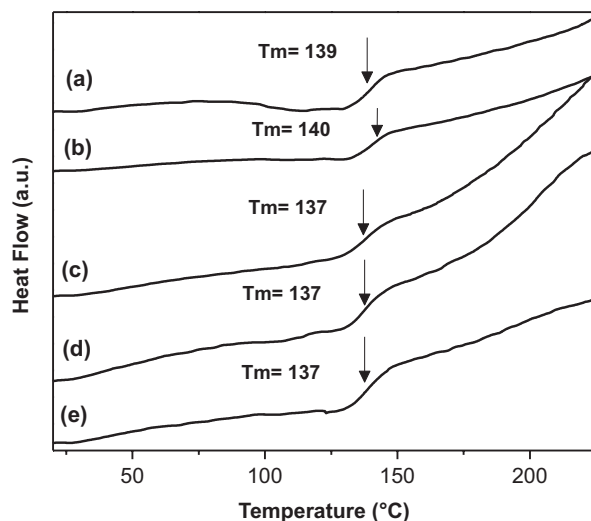 (a)
Tm= 139
(b)
Tm= 140
(c)
Tm= 137
(d)
Tm= 137
(e)
Tm= 137
Heat Flow (a.u.)
50
100
150
200
Temperature (°C)